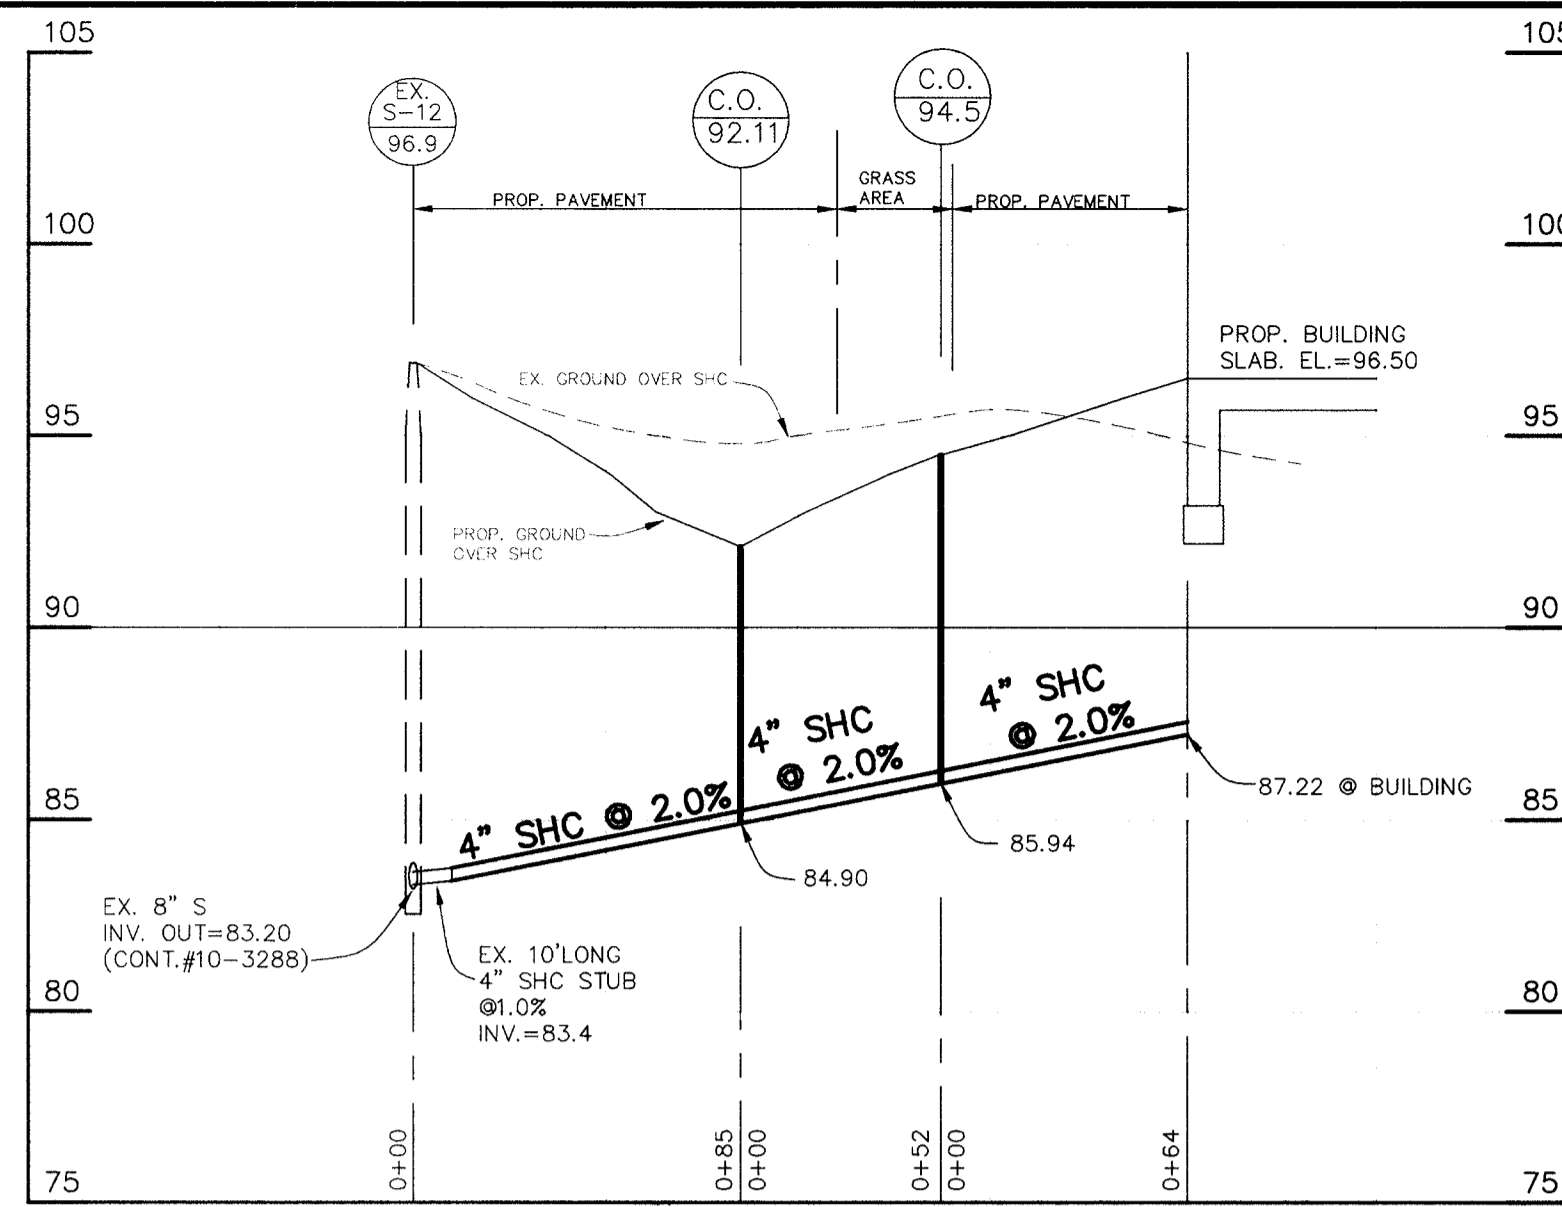 105
105
EX.
S-12
96.9
C.O.
92.11
C.O.
94.5
PROP. PAVEMENT
GRASS
AREA
PROP. PAVEMENT
100
100
PROP. BUILDING
SLAB. EL.=96.50
EX. GROUND OVER SHC
95
95
PROP. GROUND
OVER SHC
90
90
4" SHC
@ 2.0%
4" SHC
@ 2.0%
4" SHC @ 2.0%
87.22 @ BUILDING
85
85
85.94
84.90
EX. 8" S
INV. OUT=83.20
(CONT.#10-3288)
EX. 10'LONG
4" SHC STUB
@1.0%
INV.=83.4
80
80
0+00
0+85
0+00
0+52
0+00
0+64
75
75